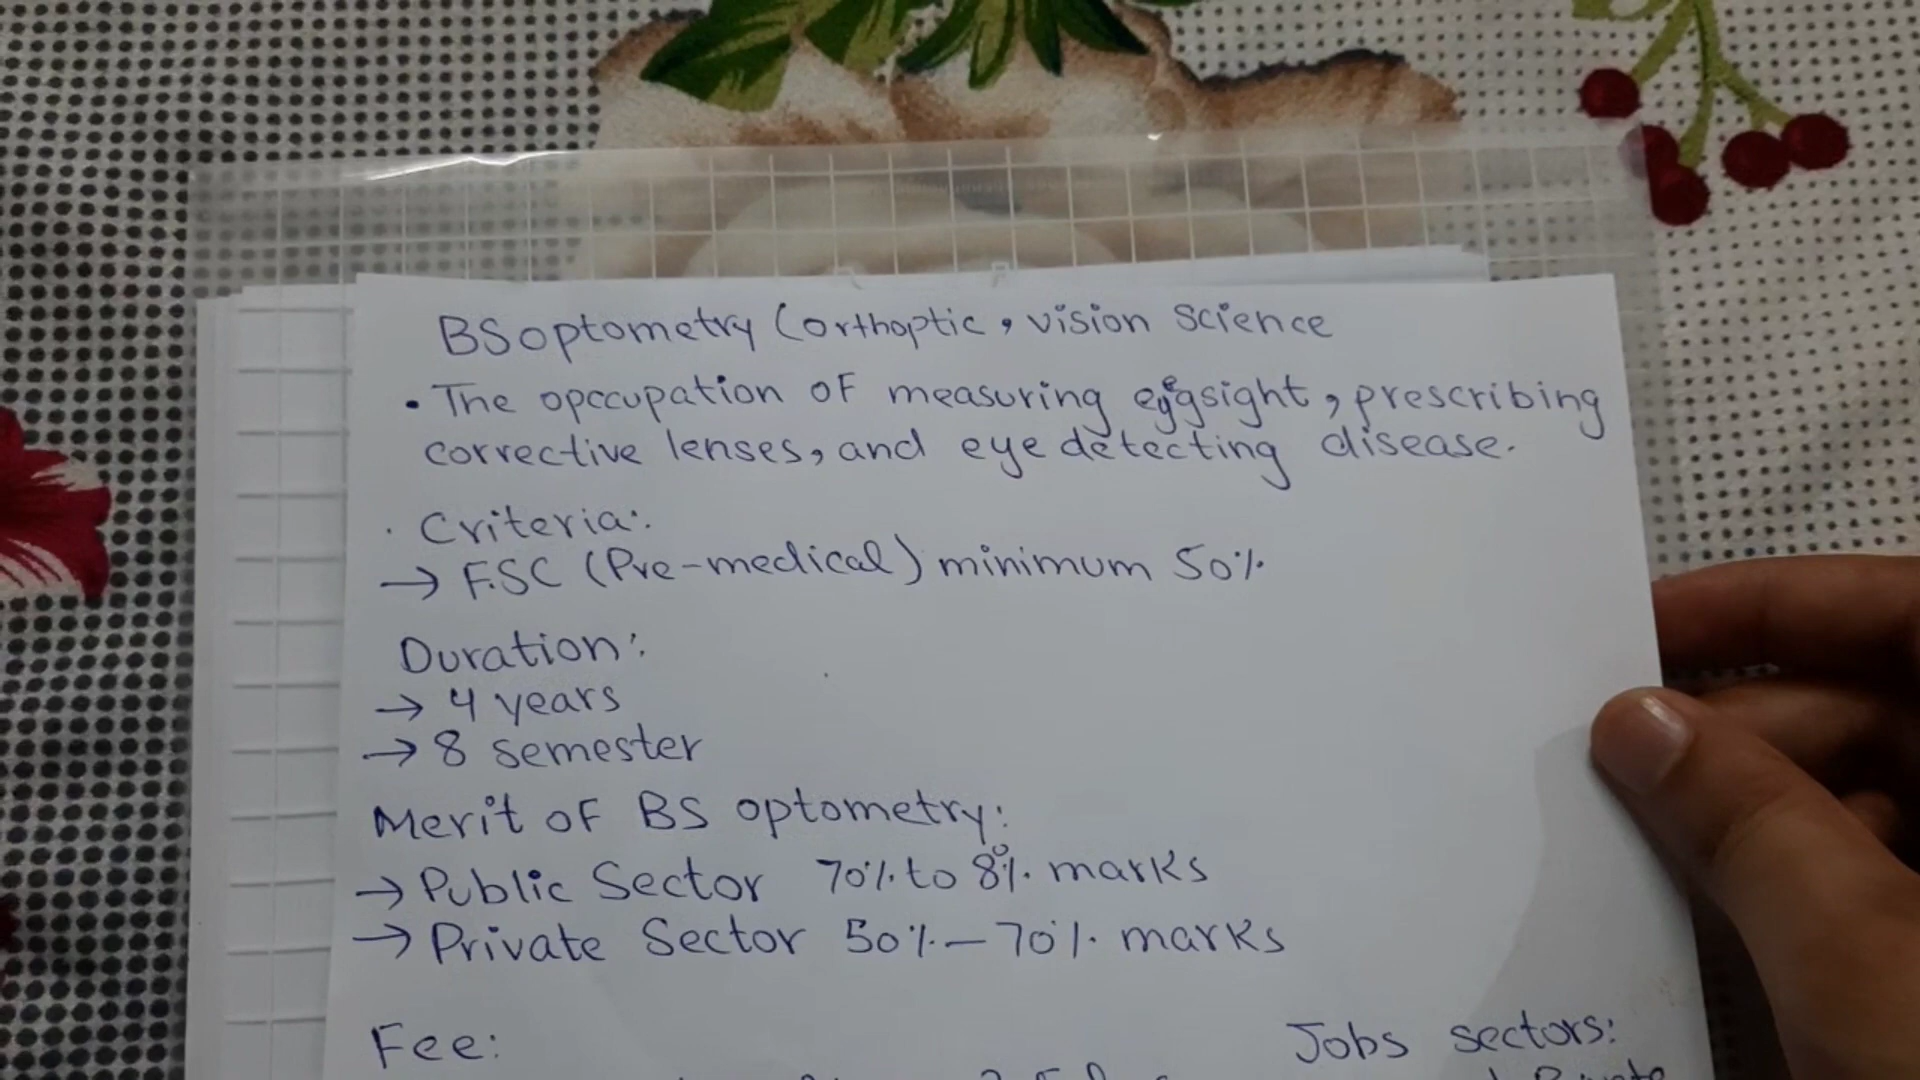 BS optometry (orthoptic, vision science
• The opccupation of measuring eygsight, prescribing
corrective lenses, and eye detecting disease.
· Criteria:
→ F.SC (Pre-medical) minimum 50%
Duration:
→ 4 years
→ 8 semester
Merit of BS optometry:
→ Public Sector 70% to 80% marks
→ Private Sector 50% - 70% marks
Fee:
Jobs sectors:
Private